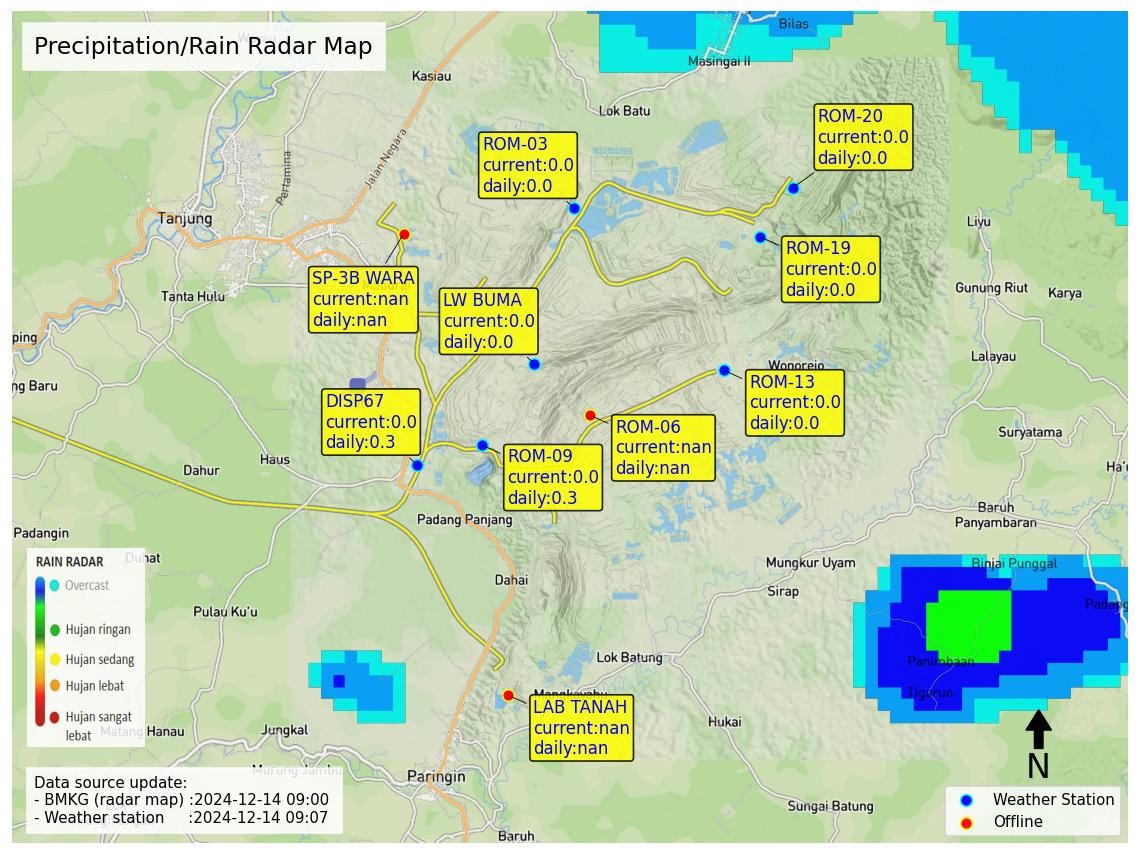 Precipitation/Rain Radar Map
Bilas
Masingai II
Kasiau
Lok Batu
ROM-20
current:0.0
daily:0.0
ROM-03
current:0.0
daily:0.0
Jalan Negara
Pertamina
Tanjung
Liyu
ROM-19
current:0.0
daily:0.0
SP-3B WARA
current:nan
daily:nan
LW BUMA
current:0.0
daily:0.0
Tanta Hulu
Gunung Riut
Karya
ping
Lalayau
Wonorejo
ng Baru
ROM-13
current:0.0
daily:0.0
DISP67
current:0.0
daily:0.3
ROM-06
current:nan
daily:nan
Suryatama
ROM-09
current:0.0
daily:0.3
Haus
Dahur
Ha'u
Baruh
Panyambaran
Padang Panjang
Padangin
Duhat
Mungkur Uyam
Binjai Punggal
RAIN RADAR
Overcast
Hujan ringan
Hujan sedang
Hujan lebat
Hujan sangat
lebat
Dahai
Sirap
Padang
Pulau Ku'u
Lok Batung
Panimbaan
Tigarun
Mangkayahu
LAB TANAH
current:nan
daily:nan
Hukai
Matang Hanau
Jungkal
Murung Jambu
Paringin
N
Data source update:
- BMKG (radar map) :2024-12-14 09:00
- Weather station :2024-12-14 09:07
Sungai Batung
Baruh
Weather Station
Offline